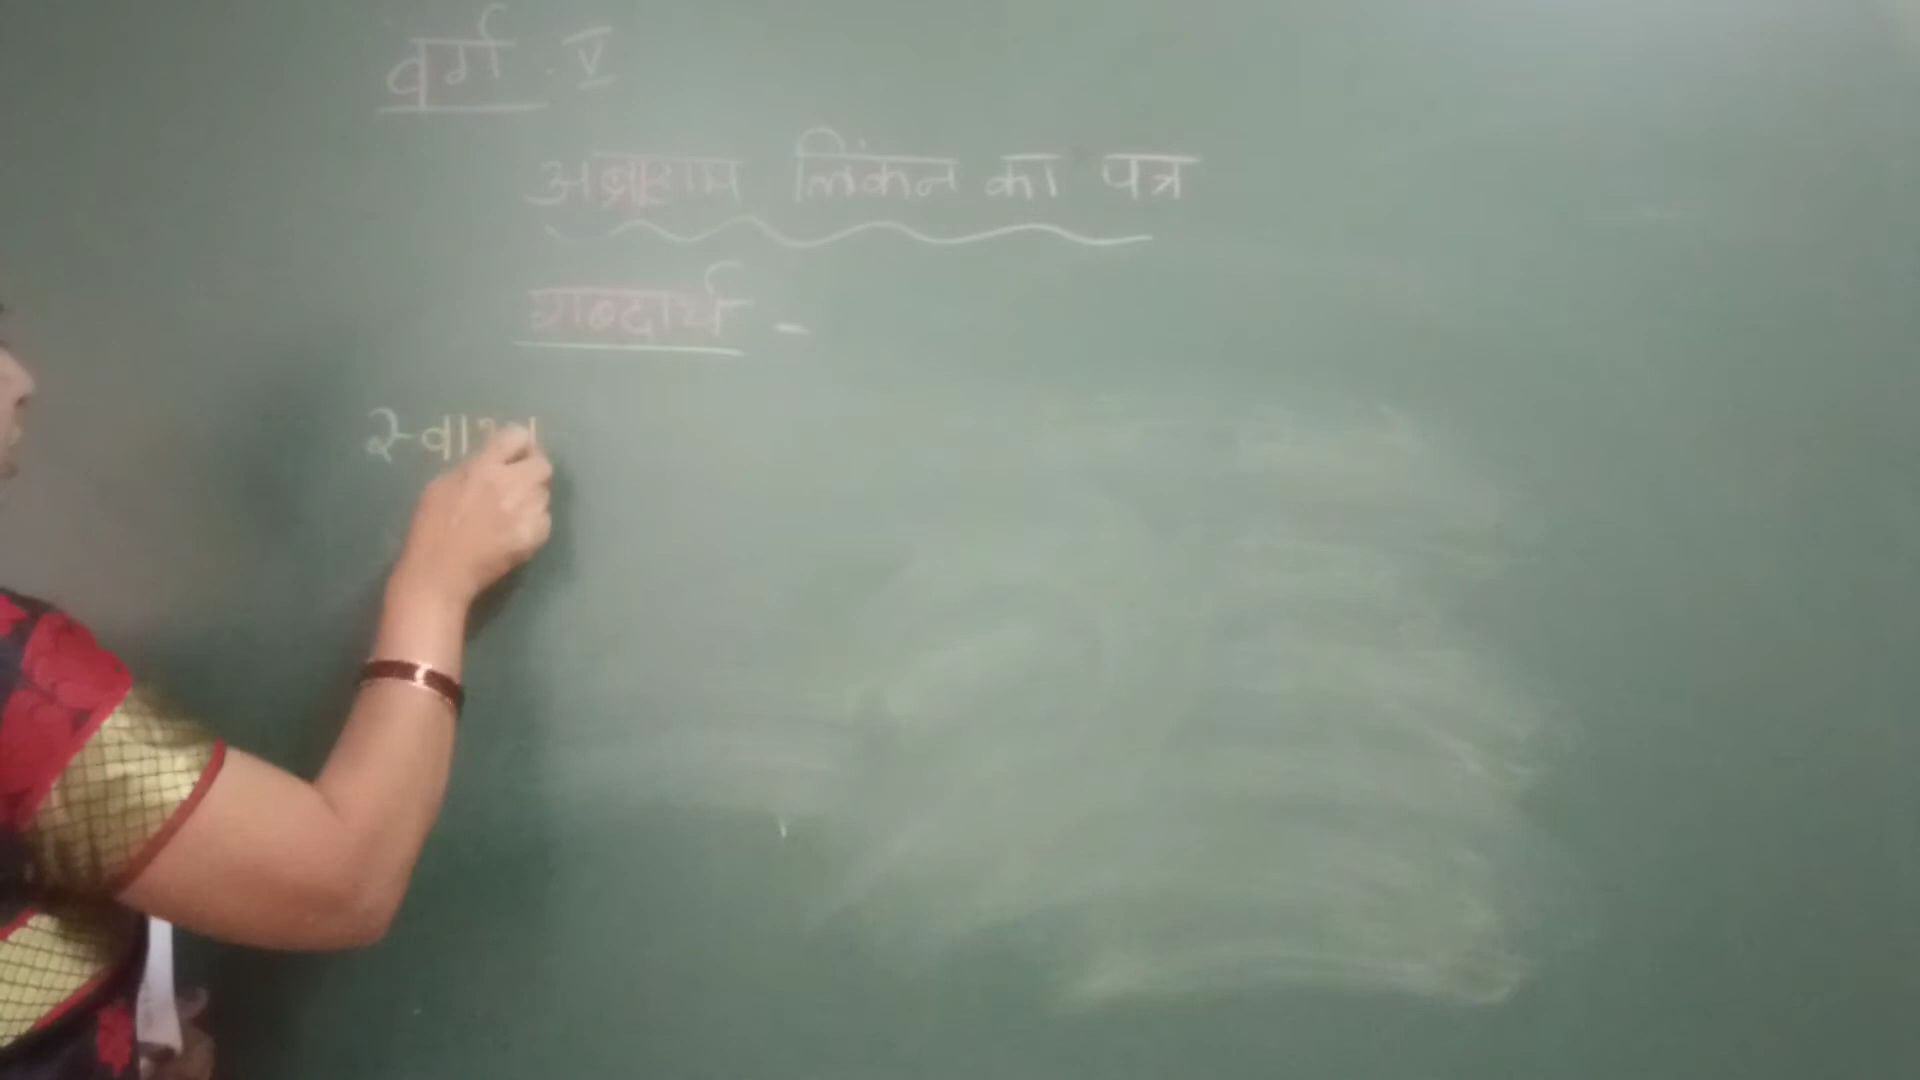 वर्ग. V
अब्राहम लिंकन का पत्र
शब्दार्थ -